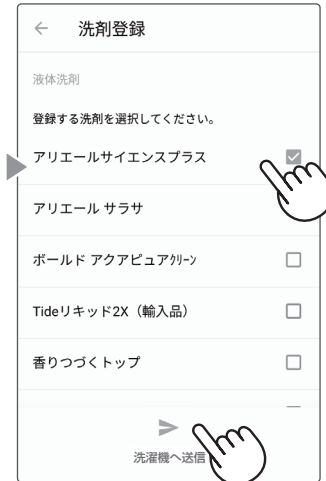 洗剤登録
液体洗剤
登録する洗剤を選択してください。
アリエールサイエンスプラス
アリエール サラサ
ボールド アクアピュアクリーン
Tideリキッド2X（輸入品）
香りつづくトップ
洗濯機へ送信